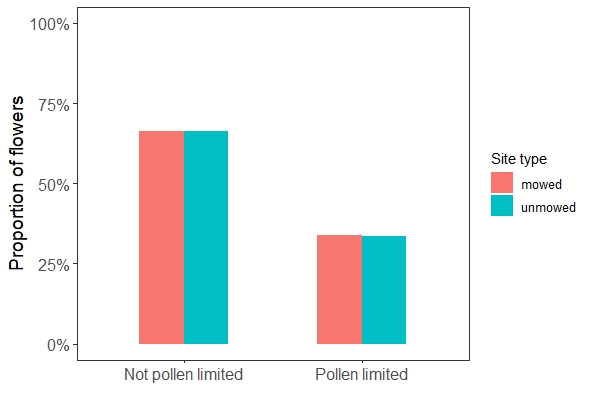 Proportion of flowers
100%
75%
50%
25%
0%
Not pollen limited
Pollen limited
Site type
mowed
unmowed